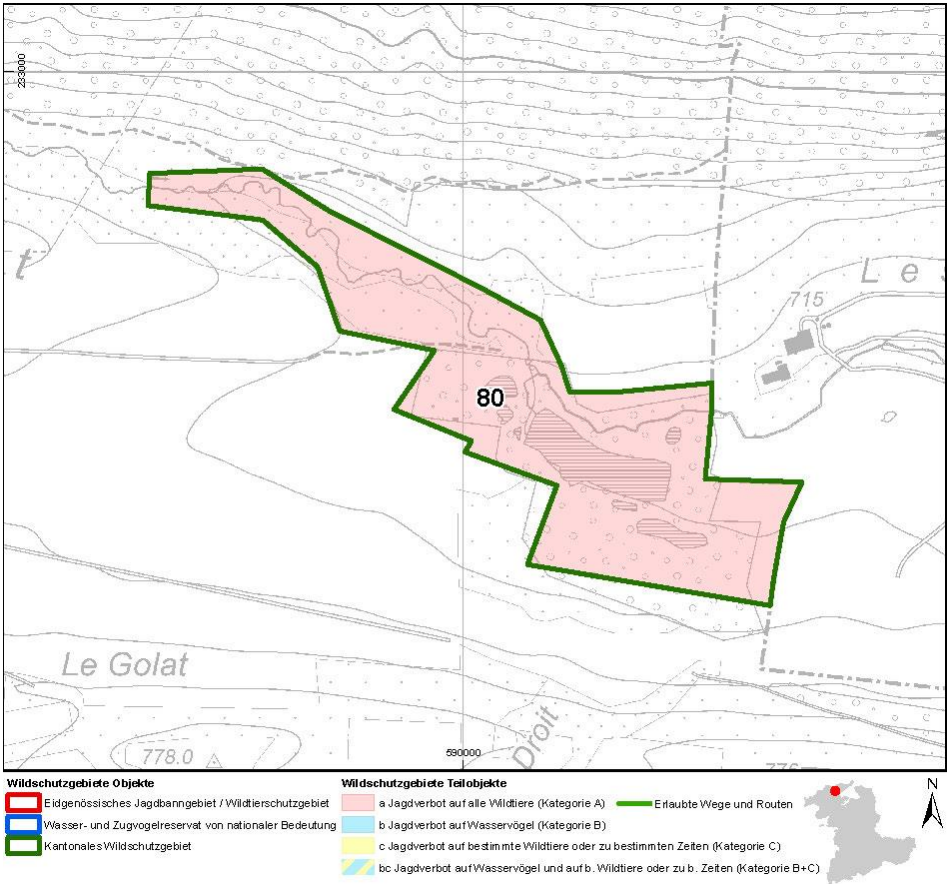 233000
t
L e
715
80
Le Golat
778.0
590000
Droit
Wildschutzgebiete Objekte
Eidgenössisches Jagdbanngebiet / Wildtierschutzgebiet
Wasser- und Zugvogelreservat von nationaler Bedeutung
Kantonales Wildschutzgebiet
Wildschutzgebiete Teilobjekte
a Jagdverbot auf alle Wildtiere (Kategorie A)
b Jagdverbot auf Wasservögel (Kategorie B)
c Jagdverbot auf bestimmte Wildtiere oder zu bestimmten Zeiten (Kategorie C)
bc Jagdverbot auf Wasservögel und auf b. Wildtiere oder zu b. Zeiten (Kategorie B+C)
Erlaubte Wege und Routen
N